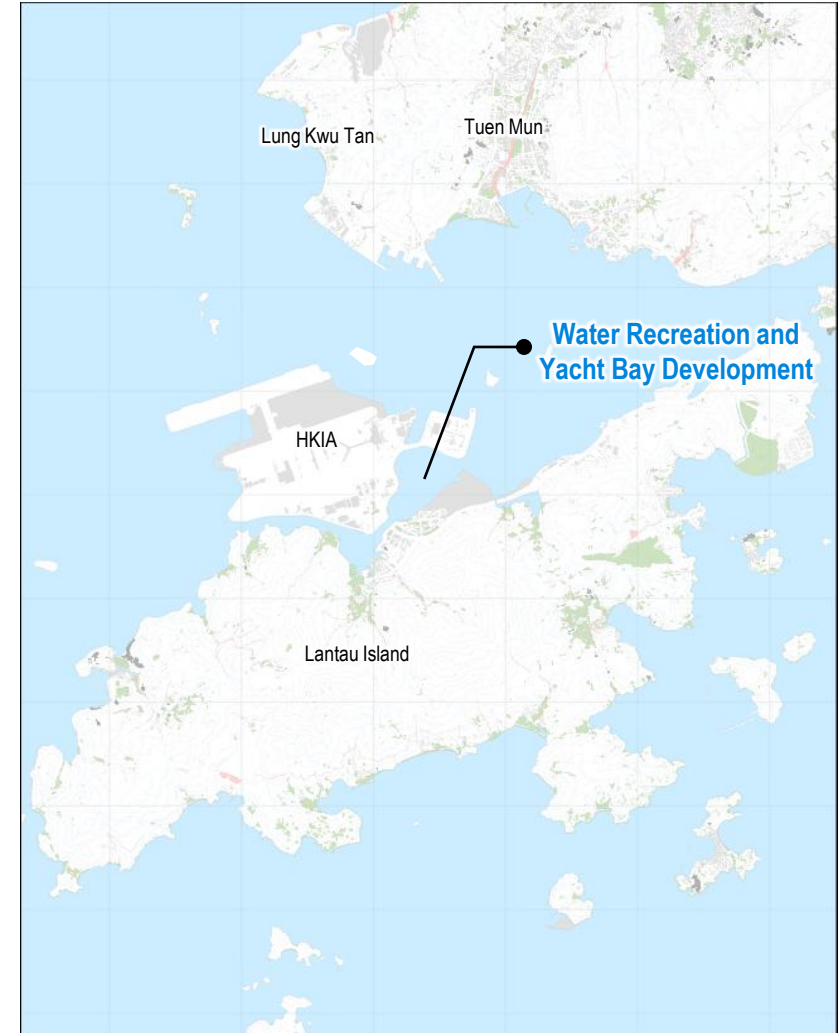 Lung Kwu Tan
Tuen Mun
Water Recreation and
Yacht Bay Development
HKIA
Lantau Island